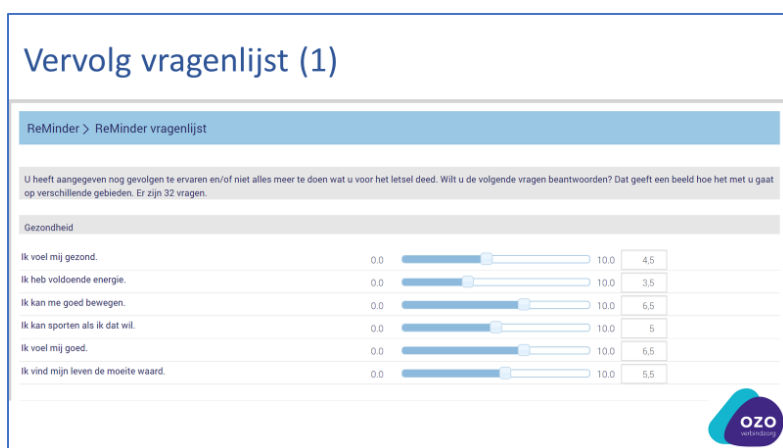 Vervolg vragenlijst (1)
ReMinder > ReMinder vragenlijst
U heeft aangegeven nog gevolgen te ervaren en/of niet alles meer te doen wat u voor het letsel deed. Wilt u de volgende vragen beantwoorden? Dat geeft een beeld hoe het met u gaat
op verschillende gebieden. Er zijn 32 vragen.
Gezondheid
Ik voel mij gezond. 0.0 10.0 4,5
Ik heb voldoende energie. 0.0 10.0 3,5
Ik kan me goed bewegen. 0.0 10.0 6,5
Ik kan sporten als ik dat wil. 0.0 10.0 5
Ik voel mij goed. 0.0 10.0 6,5
Ik vind mijn leven de moeite waard. 0.0 10.0 5,5
OZO
verbindzorg